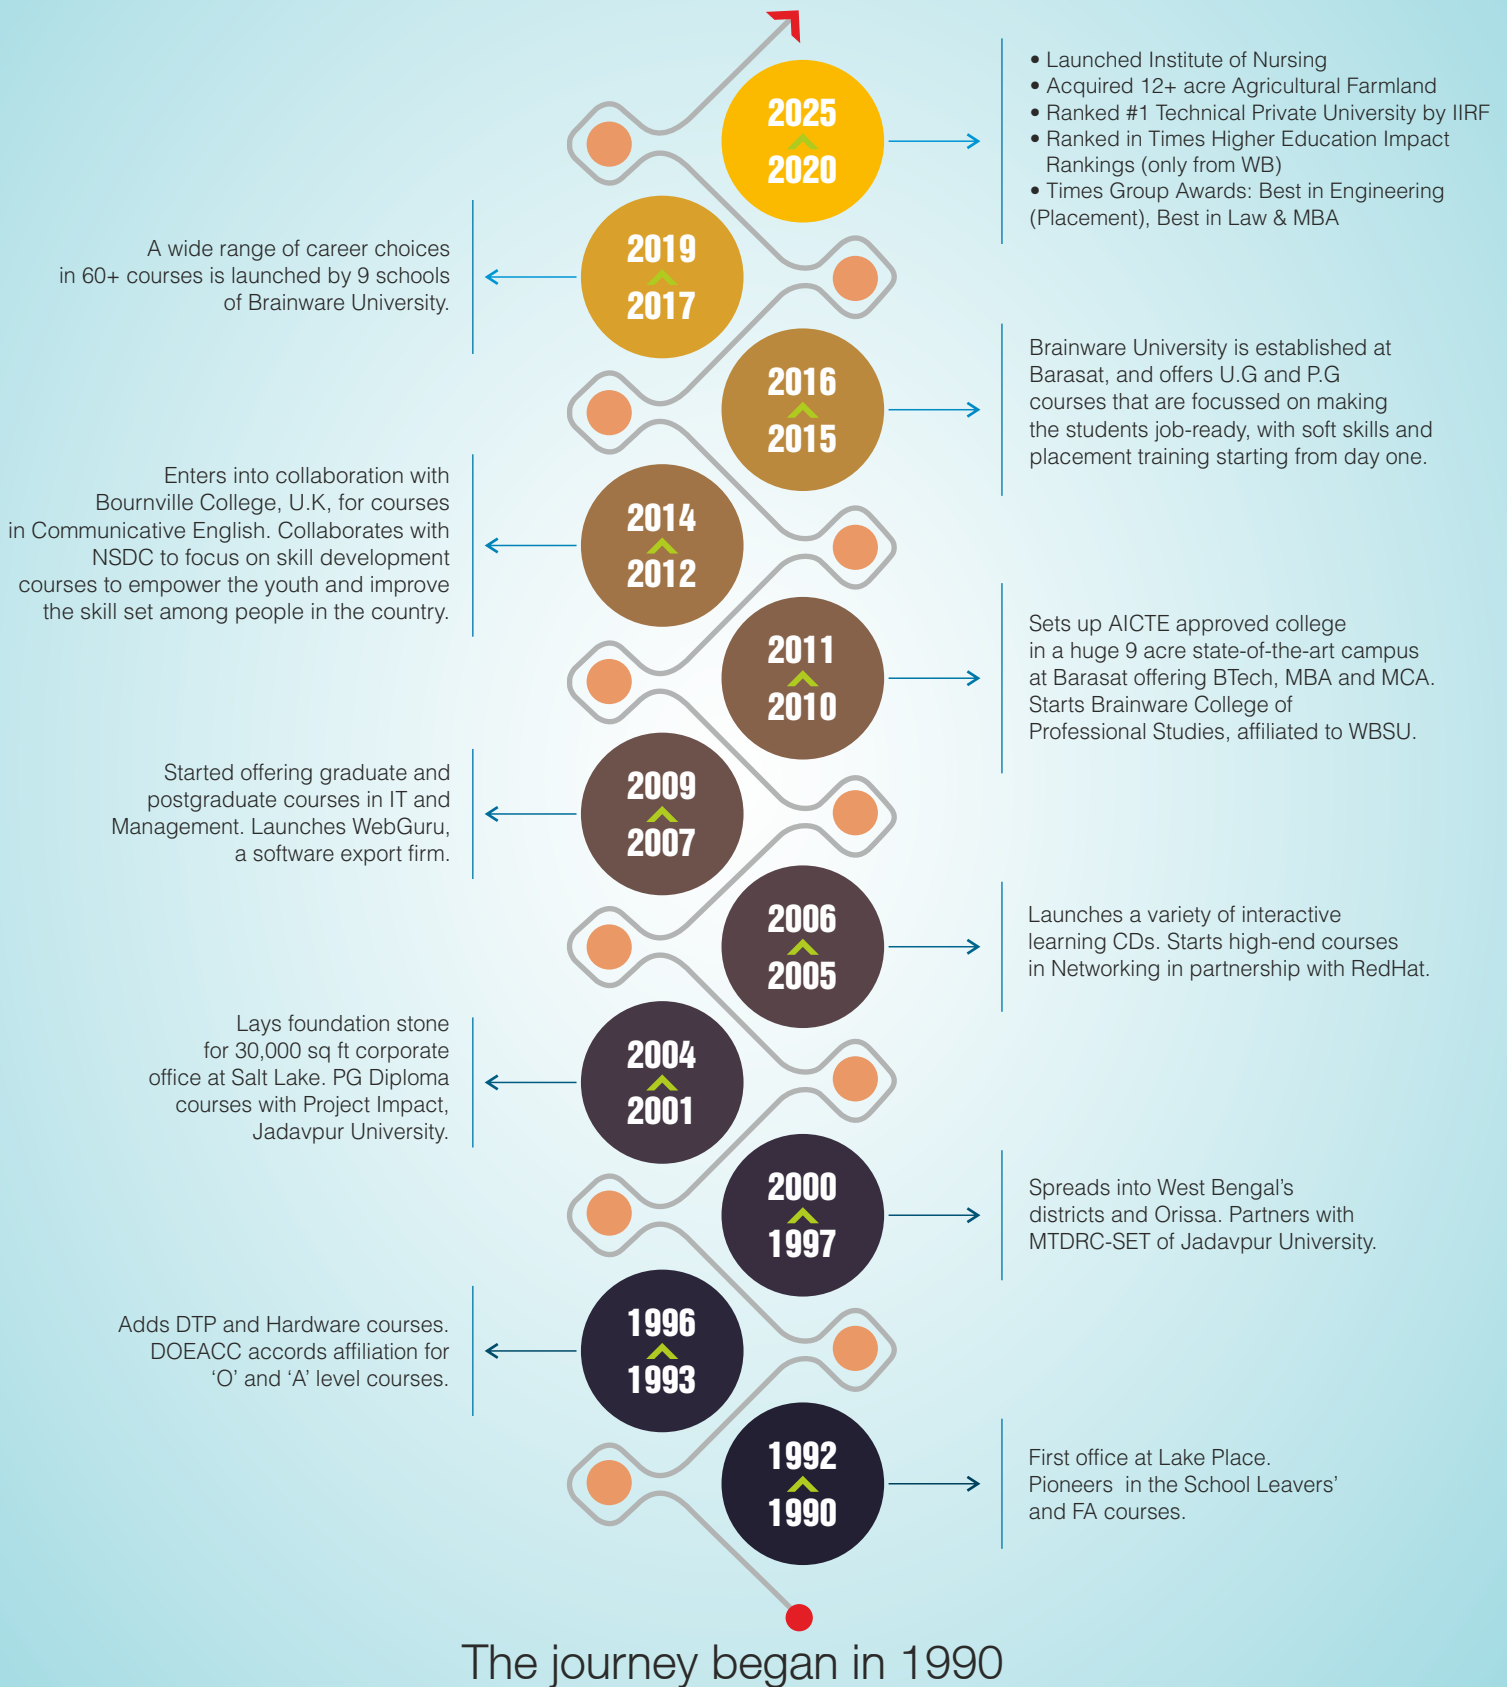 2025
2020
• Launched Institute of Nursing
• Acquired 12+ acre Agricultural Farmland
• Ranked #1 Technical Private University by IIRF
• Ranked in Times Higher Education Impact
Rankings (only from WB)
• Times Group Awards: Best in Engineering
(Placement), Best in Law & MBA
2019
2017
A wide range of career choices
in 60+ courses is launched by 9 schools
of Brainware University.
2016
2015
Brainware University is established at
Barasat, and offers U.G and P.G
courses that are focussed on making
the students job-ready, with soft skills and
placement training starting from day one.
2014
2012
Enters into collaboration with
Bournville College, U.K, for courses
in Communicative English. Collaborates with
NSDC to focus on skill development
courses to empower the youth and improve
the skill set among people in the country.
2011
2010
Sets up AICTE approved college
in a huge 9 acre state-of-the-art campus
at Barasat offering BTech, MBA and MCA.
Starts Brainware College of
Professional Studies, affiliated to WBSU.
2009
2007
Started offering graduate and
postgraduate courses in IT and
Management. Launches WebGuru,
a software export firm.
2006
2005
Launches a variety of interactive
learning CDs. Starts high-end courses
in Networking in partnership with RedHat.
2004
2001
Lays foundation stone
for 30,000 sq ft corporate
office at Salt Lake. PG Diploma
courses with Project Impact,
Jadavpur University.
2000
1997
Spreads into West Bengal’s
districts and Orissa. Partners with
MTDRC-SET of Jadavpur University.
1996
1993
Adds DTP and Hardware courses.
DOEACC accords affiliation for
‘O’ and ‘A’ level courses.
1992
1990
First office at Lake Place.
Pioneers in the School Leavers’
and FA courses.
The journey began in 1990